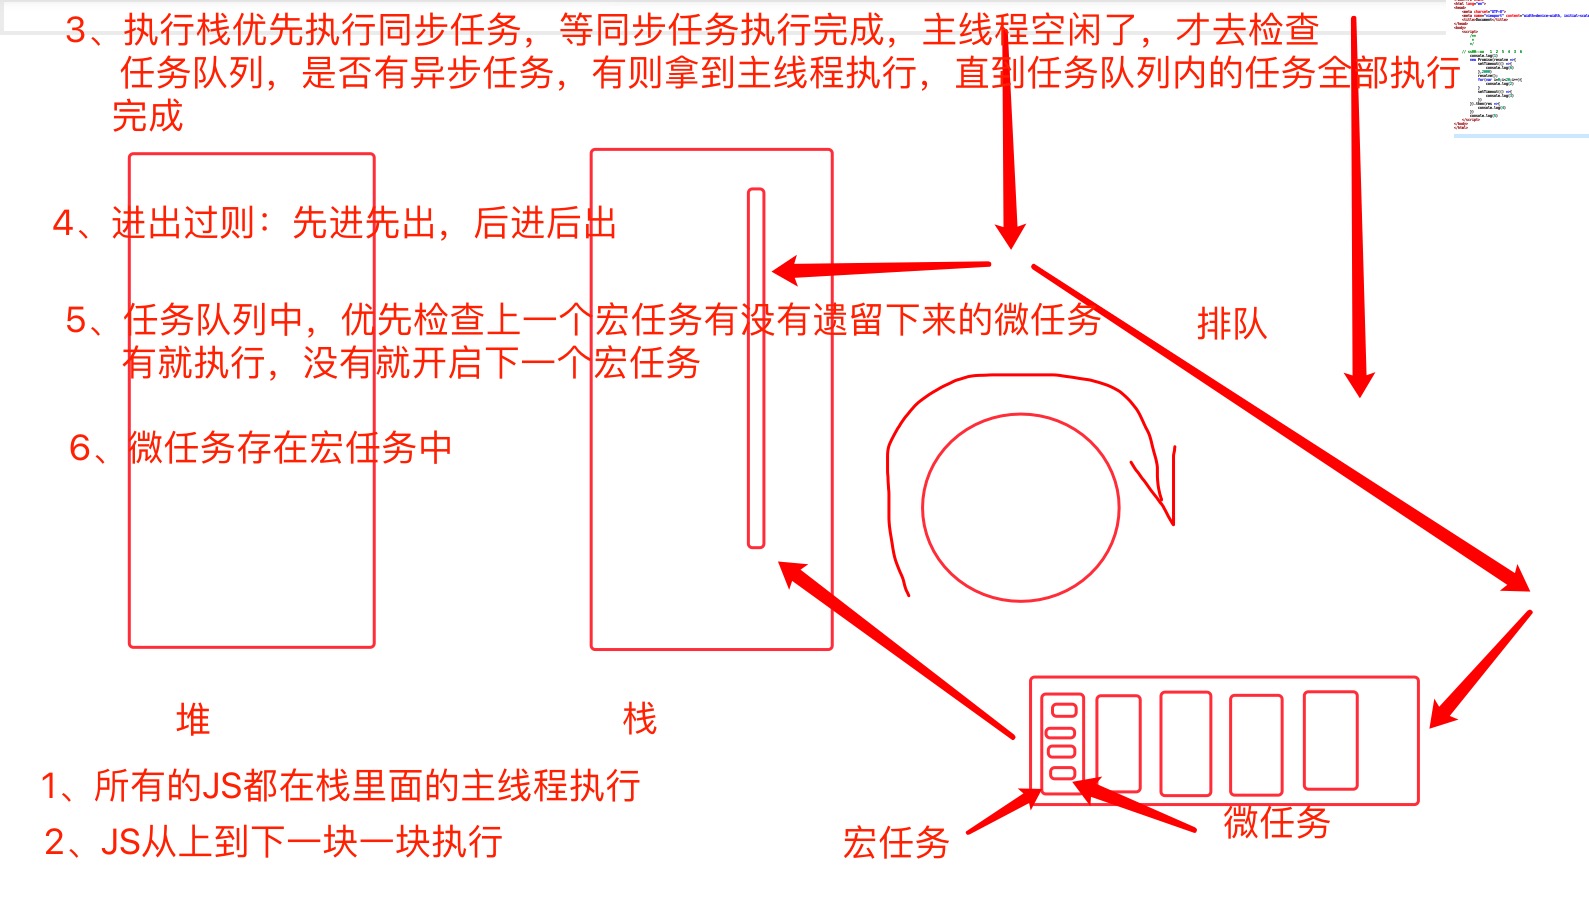 3、执行栈优先执行同步任务，等同步任务执行完成，主线程空闲了，才去检查
任务队列，是否有异步任务，有则拿到主线程执行，直到任务队列内的任务全部执行
完成
4、进出过则：先进先出，后进后出
5、任务队列中，优先检查上一个宏任务有没有遗留下来的微任务
有就执行，没有就开启下一个宏任务
排队
6、微任务存在宏任务中
堆
栈
1、所有的JS都在栈里面的主线程执行
2、JS从上到下一块一块执行
宏任务
微任务